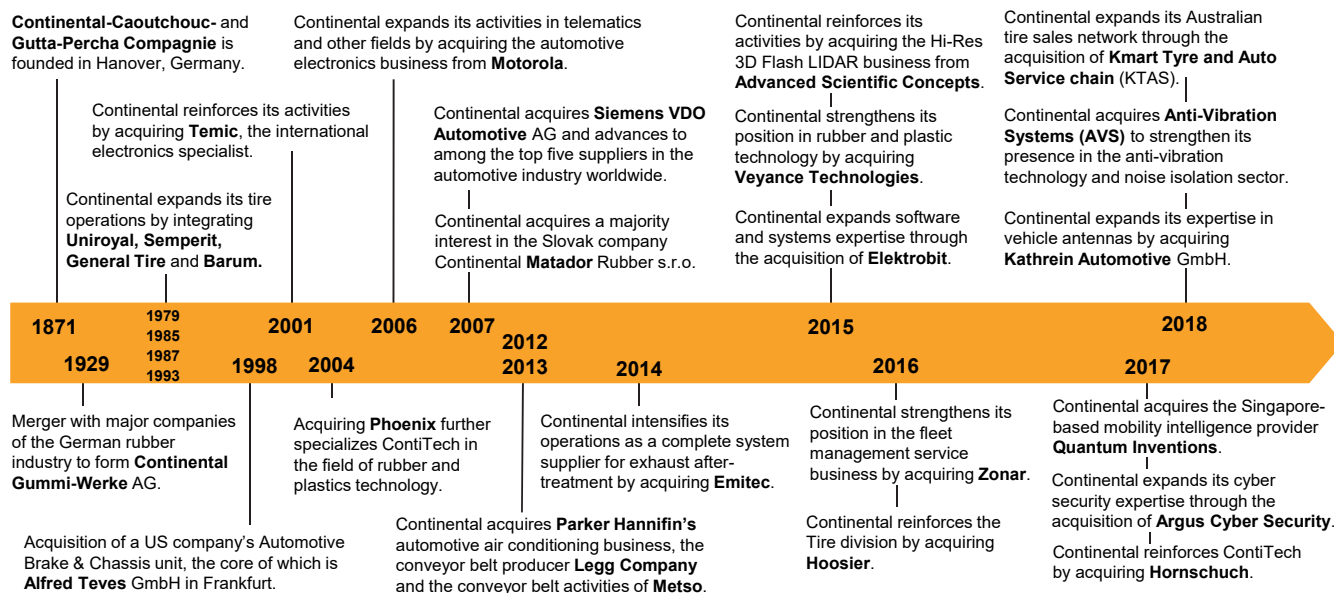 Continental-Caoutchouc- and
Gutta-Percha Compagnie is
founded in Hanover, Germany.
Continental expands its activities in telematics
and other fields by acquiring the automotive
electronics business from Motorola.
Continental reinforces its
activities by acquiring the Hi-Res
3D Flash LIDAR business from
Advanced Scientific Concepts.
Continental expands its Australian
tire sales network through the
acquisition of Kmart Tyre and Auto
Service chain (KTAS).
Continental reinforces its activities
by acquiring Temic, the international
electronics specialist.
Continental acquires Siemens VDO
Automotive AG and advances to
among the top five suppliers in the
automotive industry worldwide.
Continental strengthens its
position in rubber and plastic
technology by acquiring
Veyance Technologies.
Continental acquires Anti-Vibration
Systems (AVS) to strengthen its
presence in the anti-vibration
technology and noise isolation sector.
Continental expands its tire
operations by integrating
Uniroyal, Semperit,
General Tire and Barum.
Continental acquires a majority
interest in the Slovak company
Continental Matador Rubber s.r.o.
Continental expands software
and systems expertise through
the acquisition of Elektrobit.
Continental expands its expertise in
vehicle antennas by acquiring
Kathrein Automotive GmbH.
1871
1929
1979
1985
1987
1993
1998
2001
2004
2006
2007
2012
2013
2014
2015
2016
2017
2018
Merger with major companies
of the German rubber
industry to form Continental
Gummi-Werke AG.
Acquiring Phoenix further
specializes ContiTech in
the field of rubber and
plastics technology.
Continental intensifies its
operations as a complete system
supplier for exhaust after-
treatment by acquiring Emitec.
Continental strengthens its
position in the fleet
management service
business by acquiring Zonar.
Continental acquires the Singapore-
based mobility intelligence provider
Quantum Inventions.
Continental expands its cyber
security expertise through the
acquisition of Argus Cyber Security.
Acquisition of a US company's Automotive
Brake & Chassis unit, the core of which is
Alfred Teves GmbH in Frankfurt.
Continental acquires Parker Hannifin's
automotive air conditioning business, the
conveyor belt producer Legg Company
and the conveyor belt activities of Metso.
Continental reinforces the
Tire division by acquiring
Hoosier.
Continental reinforces ContiTech
by acquiring Hornschuch.